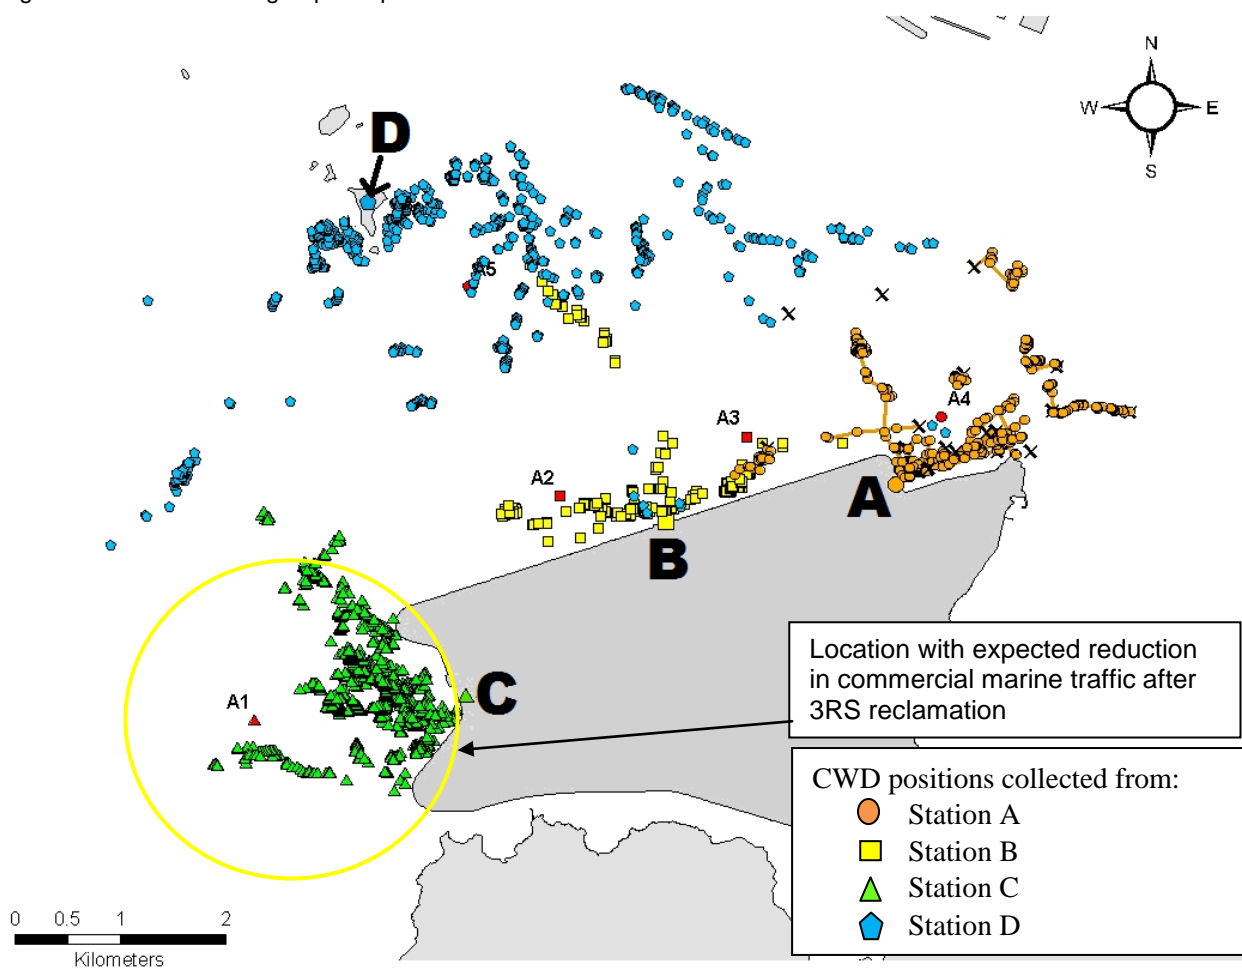 N
W E
S
D
A5
A4
A3
A2
A
B
Location with expected reduction
in commercial marine traffic after
3RS reclamation
C
A1
CWD positions collected from:
Station A
Station B
Station C
Station D
0 0.5 1 2
Kilometers